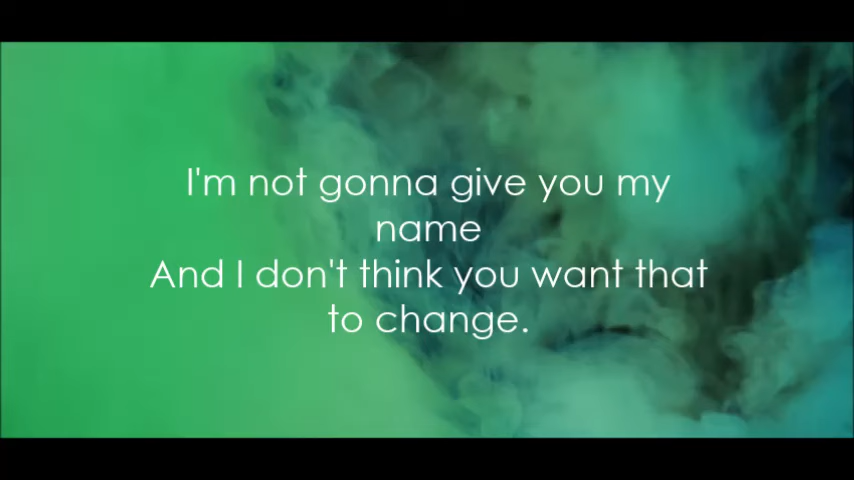 I'm not gonna give you my
name
And I don't think you want that
to change.